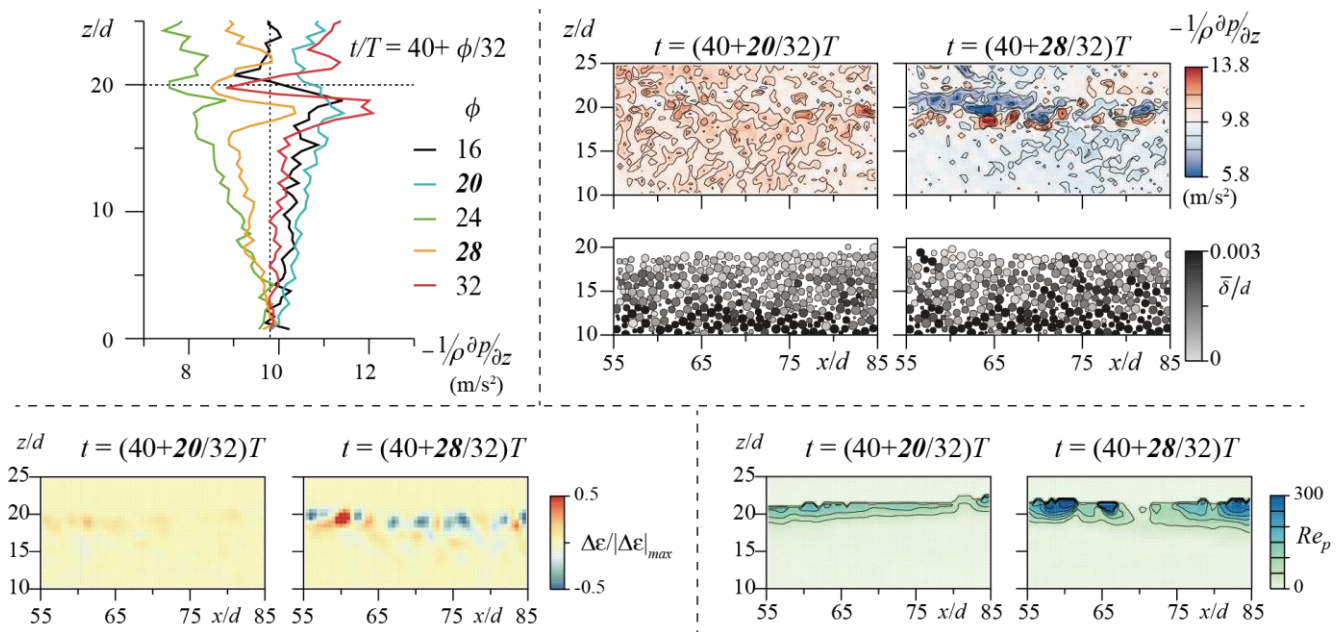 z/d
t/T = 40+ ϕ/32
20
ϕ
16
20
24
28
32
10
0
8 10 12
−1/ρ ∂p/∂z
(m/s²)
z/d
t = (40+20/32)T
t = (40+28/32)T
−1/ρ ∂p/∂z
25
20
15
10
13.8
9.8
5.8
(m/s²)
20
15
10
0.003
δ̄/d
0
55 65 75 x/d 85
55 65 75 x/d 85
z/d
t = (40+20/32)T
t = (40+28/32)T
25
20
15
10
0.5
Δε/|Δε|max
-0.5
55 65 75 x/d 85
55 65 75 x/d 85
z/d
t = (40+20/32)T
t = (40+28/32)T
25
20
15
10
300
Rep
0
55 65 75 x/d 85
55 65 75 x/d 85